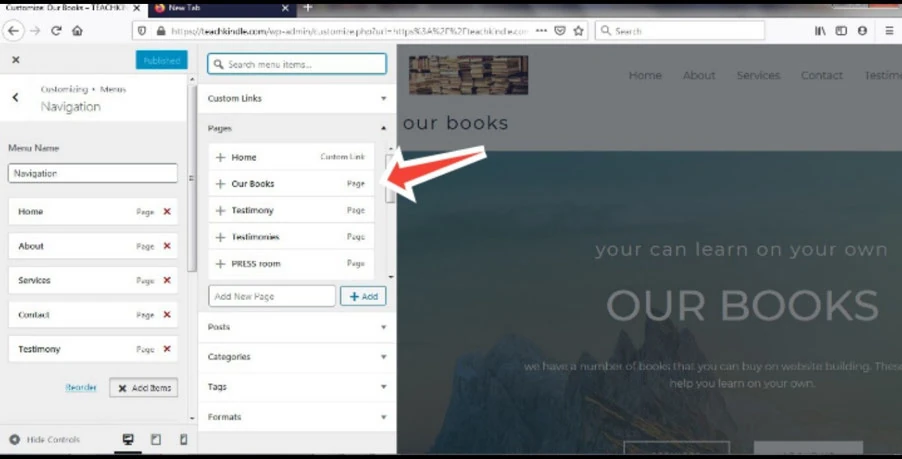 Customize: Our Books – TEACHK
New Tab
https://teachkindle.com/wp-admin/customize.php?url=https%3A%2F%2Fteachkindle.com
Search
Published
Customizing • Menus
Navigation
Menu Name
Navigation
Home Page
About Page
Services Page
Contact Page
Testimony Page
Reorder
Add Items
Hide Controls
Search menu items...
Custom Links
Pages
Home Custom Link
Our Books Page
Testimony Page
Testimonies Page
PRESS room Page
Add New Page
Add
Posts
Categories
Tags
Formats
Home About Services Contact Testim
our books
your can learn on your own
OUR BOOKS
we have a number of books that you can buy on website building. These
help you learn on your own.